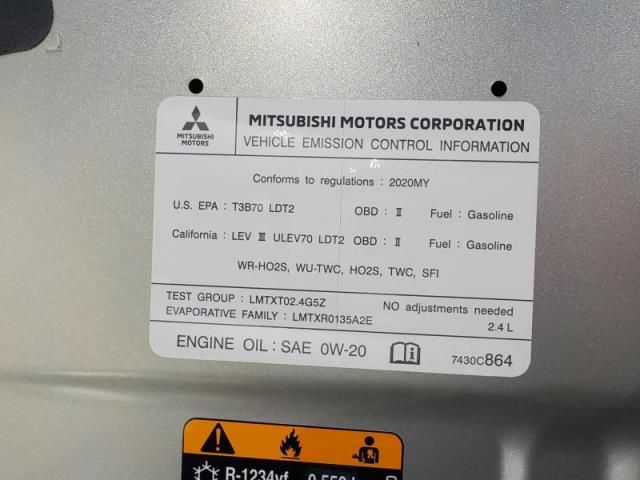 MITSUBISHI MOTORS CORPORATION
MITSUBISHI
MOTORS
VEHICLE EMISSION CONTROL INFORMATION
Conforms to regulations : 2020MY
U.S. EPA : T3B70 LDT2 OBD : Ⅱ Fuel : Gasoline
California : LEV Ⅲ ULEV70 LDT2 OBD : Ⅱ Fuel : Gasoline
WR-HO2S, WU-TWC, HO2S, TWC, SFI
TEST GROUP : LMTXT02.4G5Z NO adjustments needed
EVAPORATIVE FAMILY : LMTXR0135A2E 2.4 L
ENGINE OIL : SAE 0W-20 7430C864
R-1234yf